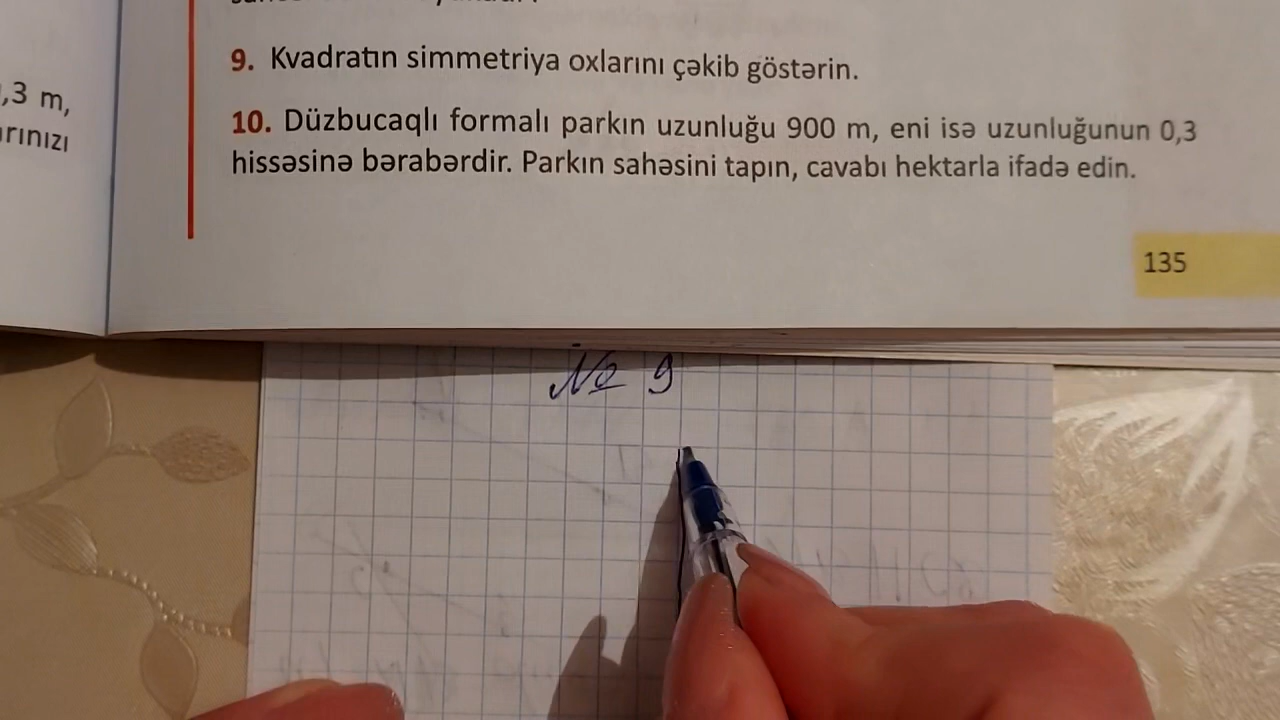 ,3 m,
rınızı
9. Kvadratın simmetriya oxlarını çəkib göstərin.
10. Düzbucaqlı formalı parkın uzunluğu 900 m, eni isə uzunluğunun 0,3
hissəsinə bərabərdir. Parkın sahəsini tapın, cavabı hektarla ifadə edin.
135
№ 9